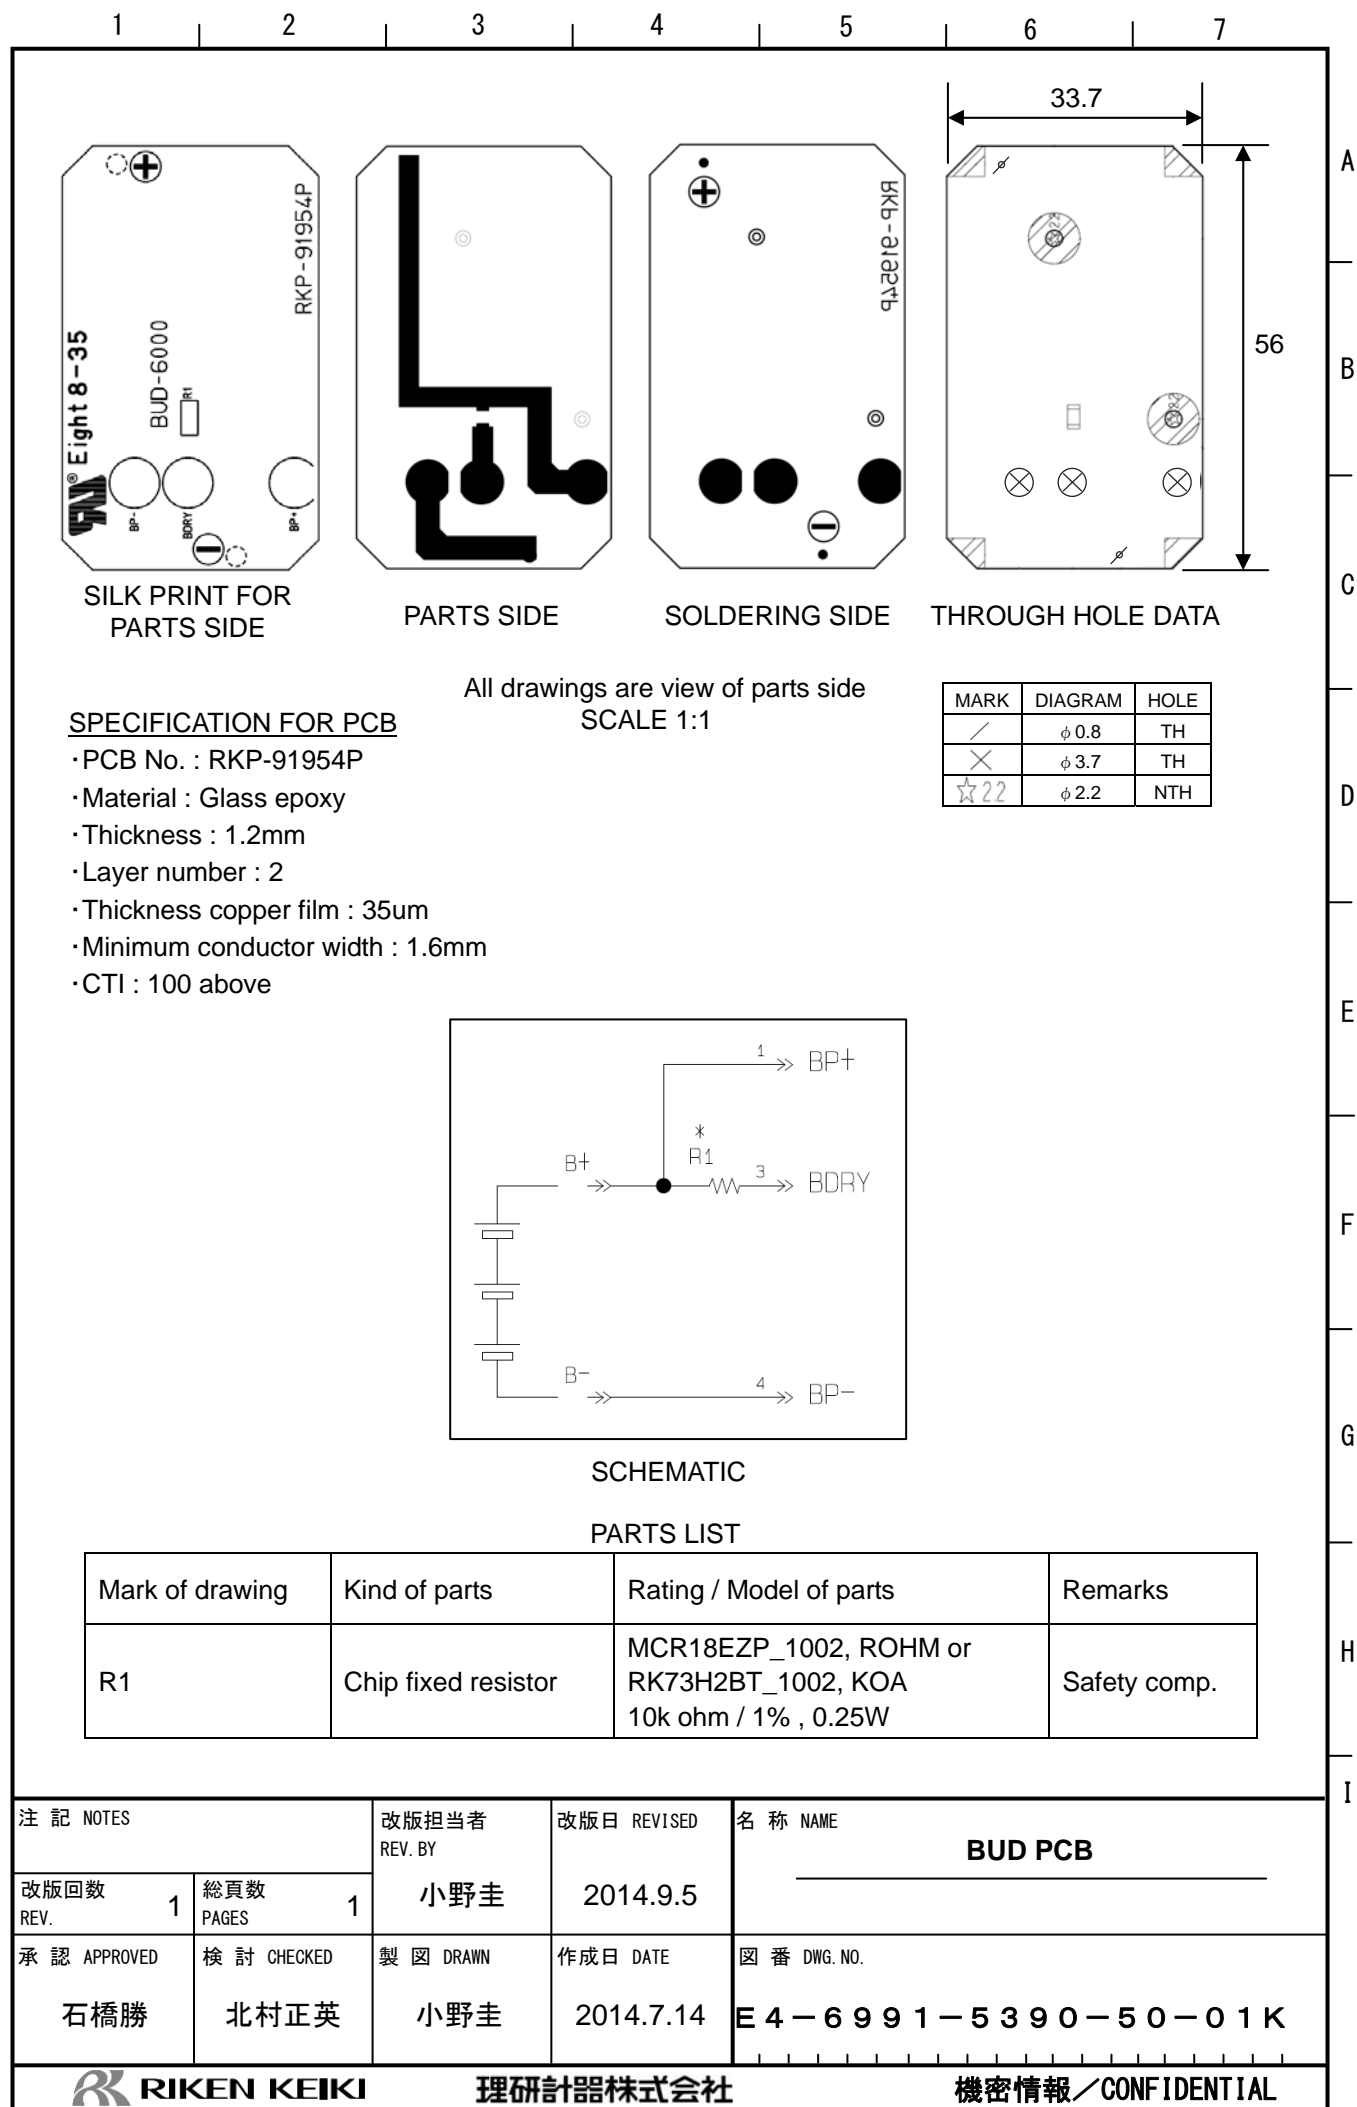 1 2 3 4 5 6 7
33.7
A
RKP-91954P
RKP-91954P
22
56
B
Eight 8-35
BUD-6000
R1
22
BP-
BDRY
BP+
C
SILK PRINT FOR
PARTS SIDE
PARTS SIDE
SOLDERING SIDE
THROUGH HOLE DATA
All drawings are view of parts side
SCALE 1:1
MARK DIAGRAM HOLE
φ 0.8 TH
φ 3.7 TH
☆2.2 φ 2.2 NTH
D
SPECIFICATION FOR PCB
・PCB No. : RKP-91954P
・Material : Glass epoxy
・Thickness : 1.2mm
・Layer number : 2
・Thickness copper film : 35um
・Minimum conductor width : 1.6mm
・CTI : 100 above
E
1 BP+
*
R1
B+
3 BDRY
F
B-
4 BP-
G
SCHEMATIC
PARTS LIST
Mark of drawing Kind of parts Rating / Model of parts Remarks
R1 Chip fixed resistor MCR18EZP_1002, ROHM or
RK73H2BT_1002, KOA
10k ohm / 1% , 0.25W
Safety comp.
H
I
注 記 NOTES
改版担当者
REV. BY
小野圭
改版日 REVISED
2014.9.5
名 称 NAME
BUD PCB
改版回数
REV. 1
総頁数
PAGES 1
承 認 APPROVED
石橋勝
検 討 CHECKED
北村正英
製 図 DRAWN
小野圭
作成日 DATE
2014.7.14
図 番 DWG. NO.
E4－6991－5390－50－01K
RIKEN KEIKI 理研計器株式会社 機密情報／CONFIDENTIAL